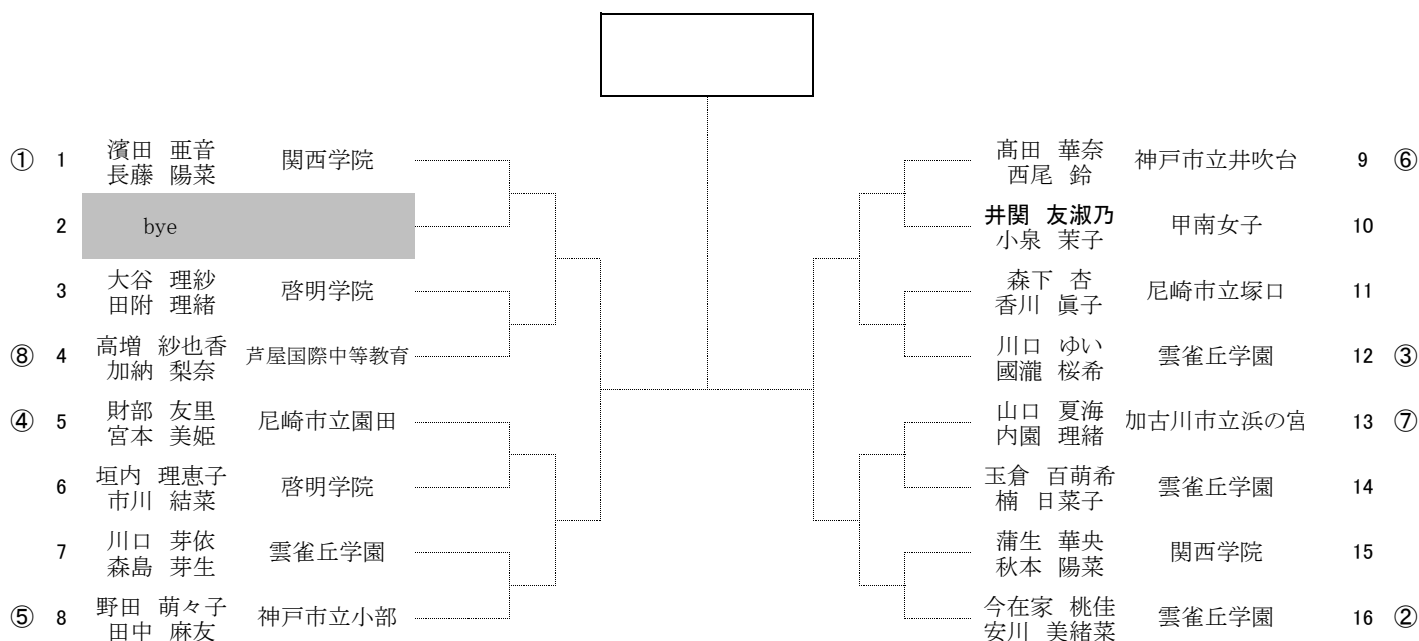 ① 1 濱田 亜音 関西学院
長藤 陽菜
2 bye
3 大谷 理紗 啓明学院
田附 理緒
⑧ 4 高増 紗也香 芦屋国際中等教育
加納 梨奈
④ 5 財部 友里 尼崎市立園田
宮本 美姫
6 垣内 理恵子 啓明学院
市川 結菜
7 川口 芽依 雲雀丘学園
森島 芽生
⑤ 8 野田 萌々子 神戸市立小部
田中 麻友
髙田 華奈 神戸市立井吹台 9 ⑥
西尾 鈴
井関 友淑乃 甲南女子 10
小泉 茉子
森下 杏 尼崎市立塚口 11
香川 眞子
川口 ゆい 雲雀丘学園 12 ③
國瀧 桜希
山口 夏海 加古川市立浜の宮 13 ⑦
内園 理緒
玉倉 百萌希 雲雀丘学園 14
楠 日菜子
蒲生 華央 関西学院 15
秋本 陽菜
今在家 桃佳 雲雀丘学園 16 ②
安川 美緒菜